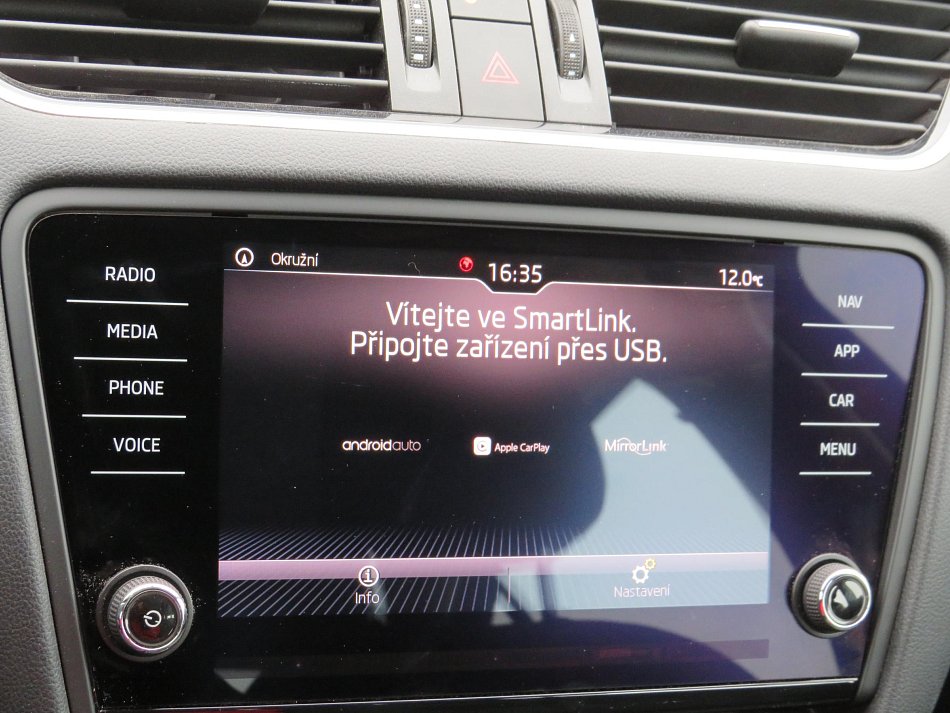 Okružní
16:35
12.0°C
RADIO
MEDIA
PHONE
VOICE
Vítejte ve SmartLink.
Připojte zařízení přes USB.
androidauto
Apple CarPlay
MirrorLink
Info
Nastavení
NAV
APP
CAR
MENU